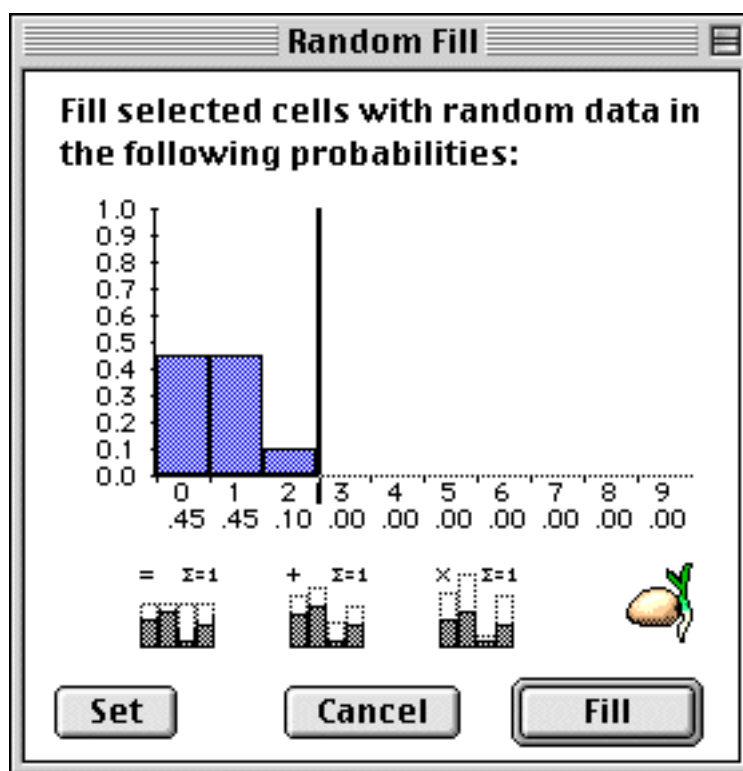 Random Fill
Fill selected cells with random data in
the following probabilities:
1.0
0.9
0.8
0.7
0.6
0.5
0.4
0.3
0.2
0.1
0.0
0 1 2 3 4 5 6 7 8 9
.45 .45 .10 .00 .00 .00 .00 .00 .00 .00
= Σ=1 + Σ=1 × Σ=1
Set Cancel Fill